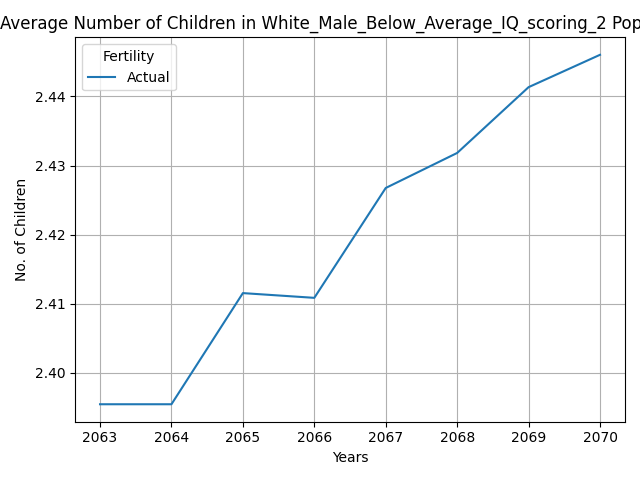 Average Number of Children in White_Male_Below_Average_IQ_scoring_2 Pop
Fertility
Actual
2.44
2.43
2.42
2.41
2.40
No. of Children
2063 2064 2065 2066 2067 2068 2069 2070
Years